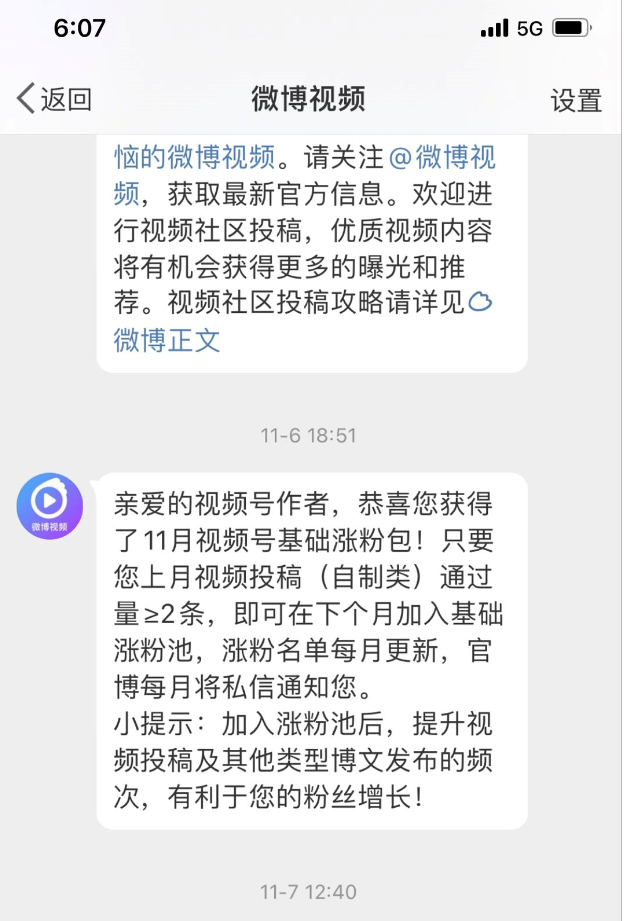 6:07 5G
返回 微博视频 设置
恼的微博视频。请关注@微博视
频，获取最新官方信息。欢迎进
行视频社区投稿，优质视频内容
将有机会获得更多的曝光和推
荐。视频社区投稿攻略请详见
微博正文
11-6 18:51
微博视频
亲爱的视频号作者，恭喜您获得
了11月视频号基础涨粉包！只要
您上月视频投稿（自制类）通过
量≥2条，即可在下个月加入基础
涨粉池，涨粉名单每月更新，官
博每月将私信通知您。
小提示：加入涨粉池后，提升视
频投稿及其他类型博文发布的频
次，有利于您的粉丝增长！
11-7 12:40